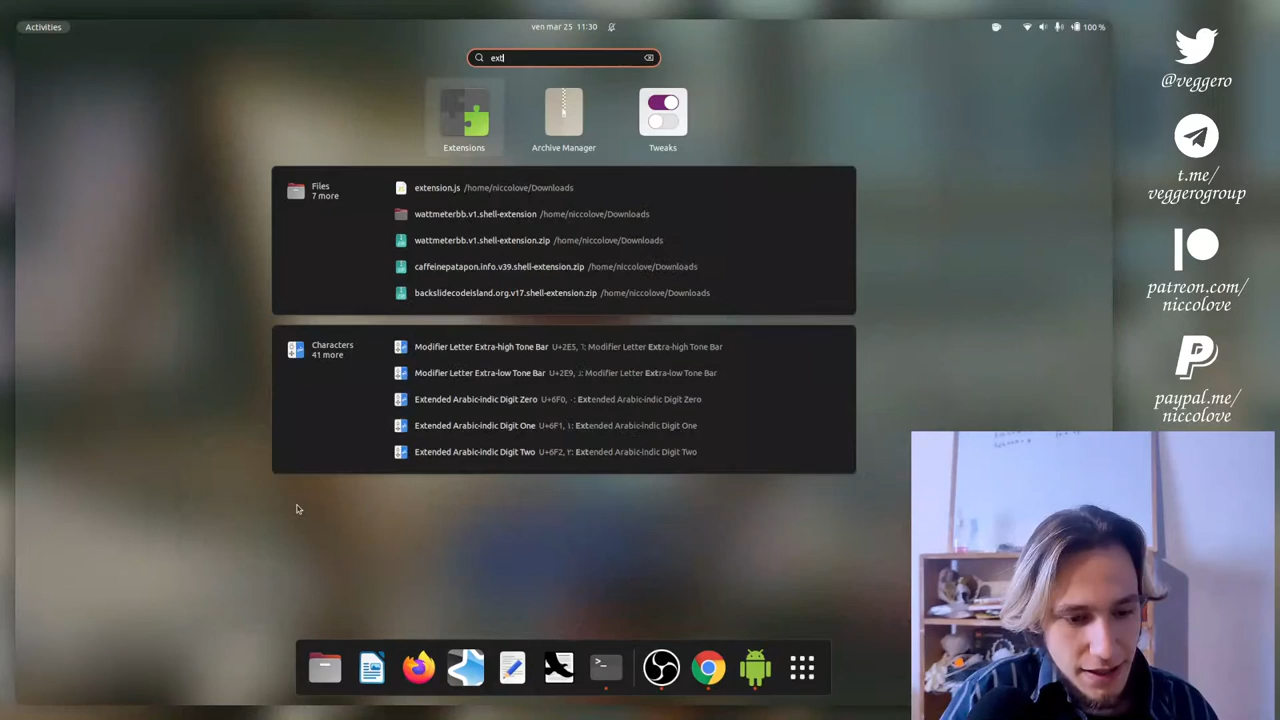 Activities
ven mar 25 11:30
100 %
@veggero
t.me/
veggerogroup
patreon.com/
niccolove
paypal.me/
niccolove
ext
Extensions
Archive Manager
Tweaks
Files
7 more
extension.js /home/niccolove/Downloads
wattmeterbb.v1.shell-extension /home/niccolove/Downloads
wattmeterbb.v1.shell-extension.zip /home/niccolove/Downloads
caffeinepatapon.info.v39.shell-extension.zip /home/niccolove/Downloads
backslidecodeisland.org.v17.shell-extension.zip /home/niccolove/Downloads
Characters
41 more
Modifier Letter Extra-high Tone Bar U+2E5, ˥: Modifier Letter Extra-high Tone Bar
Modifier Letter Extra-low Tone Bar U+2E9, ˩: Modifier Letter Extra-low Tone Bar
Extended Arabic-Indic Digit Zero U+6F0, ۰: Extended Arabic-Indic Digit Zero
Extended Arabic-Indic Digit One U+6F1, ۱: Extended Arabic-Indic Digit One
Extended Arabic-Indic Digit Two U+6F2, ۲: Extended Arabic-Indic Digit Two